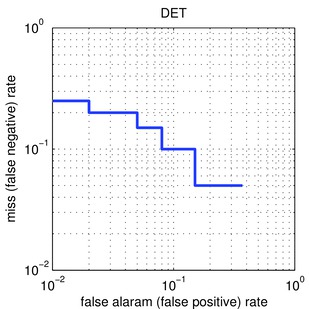 DET
10^0
10^-1
10^-2
miss (false negative) rate
10^-2 10^-1 10^0
false alaram (false positive) rate